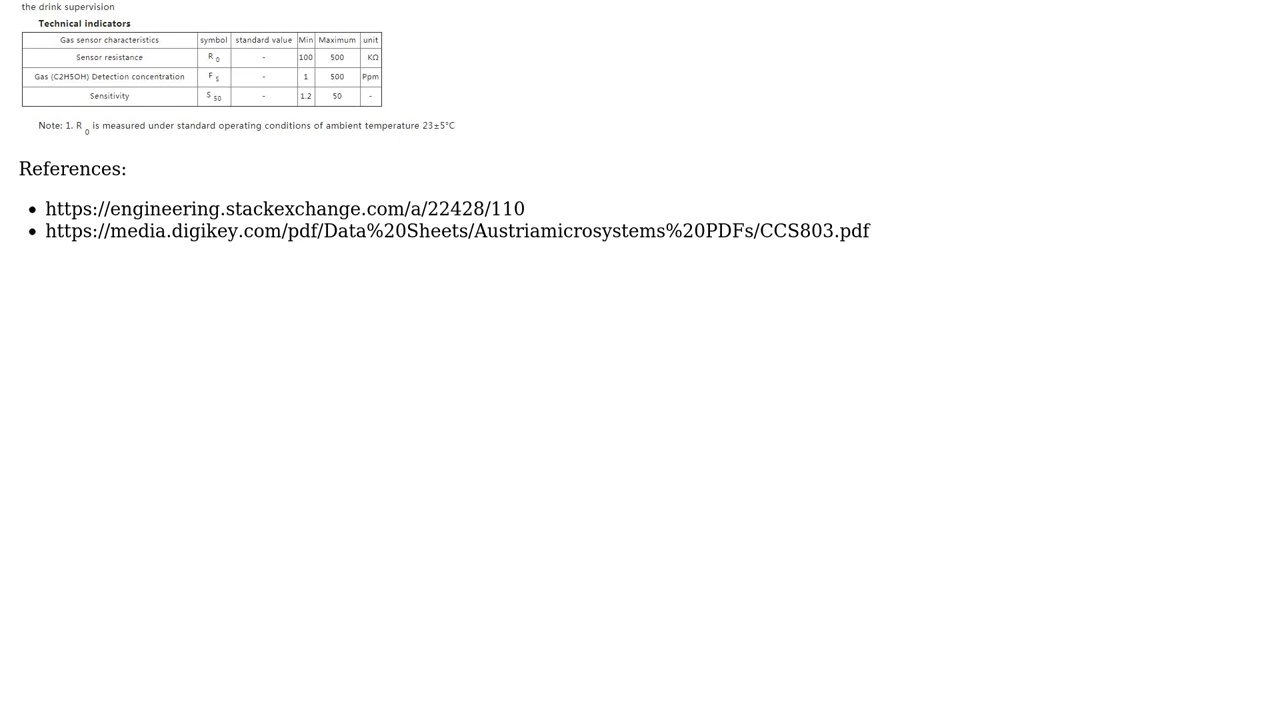 the drink supervision
Technical indicators
Gas sensor characteristics symbol standard value Min Maximum unit
Sensor resistance R 0 - 100 500 KΩ
Gas (C2H5OH) Detection concentration F S - 1 500 Ppm
Sensitivity S 50 - 1.2 50 -
Note: 1. R 0 is measured under standard operating conditions of ambient temperature 23±5°C
References:
• https://engineering.stackexchange.com/a/22428/110
• https://media.digikey.com/pdf/Data%20Sheets/Austriamicrosystems%20PDFs/CCS803.pdf